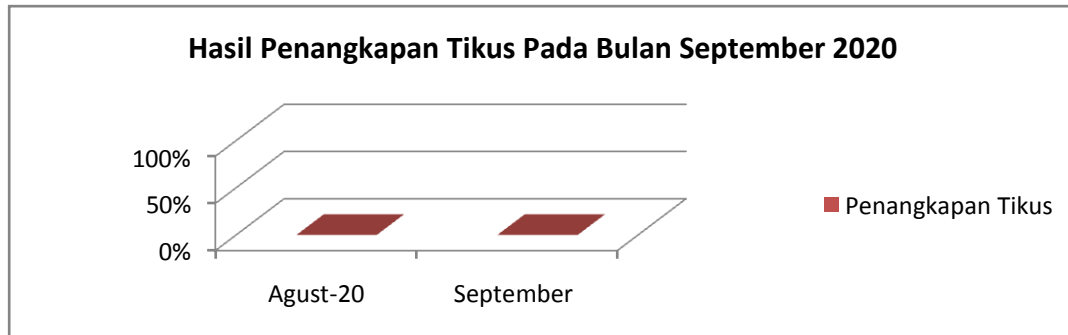 Hasil Penangkapan Tikus Pada Bulan September 2020
100%
50%
0%
Agust-20
September
Penangkapan Tikus